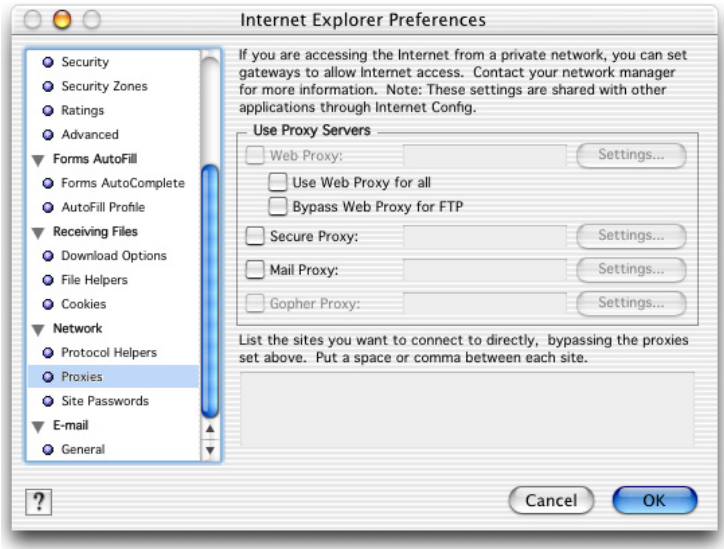 Internet Explorer Preferences
Security
Security Zones
Ratings
Advanced
Forms AutoFill
Forms AutoComplete
AutoFill Profile
Receiving Files
Download Options
File Helpers
Cookies
Network
Protocol Helpers
Proxies
Site Passwords
E-mail
General
If you are accessing the Internet from a private network, you can set
gateways to allow Internet access.  Contact your network manager
for more information.  Note: These settings are shared with other
applications through Internet Config.
Use Proxy Servers
Web Proxy: Settings...
Use Web Proxy for all
Bypass Web Proxy for FTP
Secure Proxy: Settings...
Mail Proxy: Settings...
Gopher Proxy: Settings...
List the sites you want to connect to directly,  bypassing the proxies
set above.  Put a space or comma between each site.
?
Cancel OK